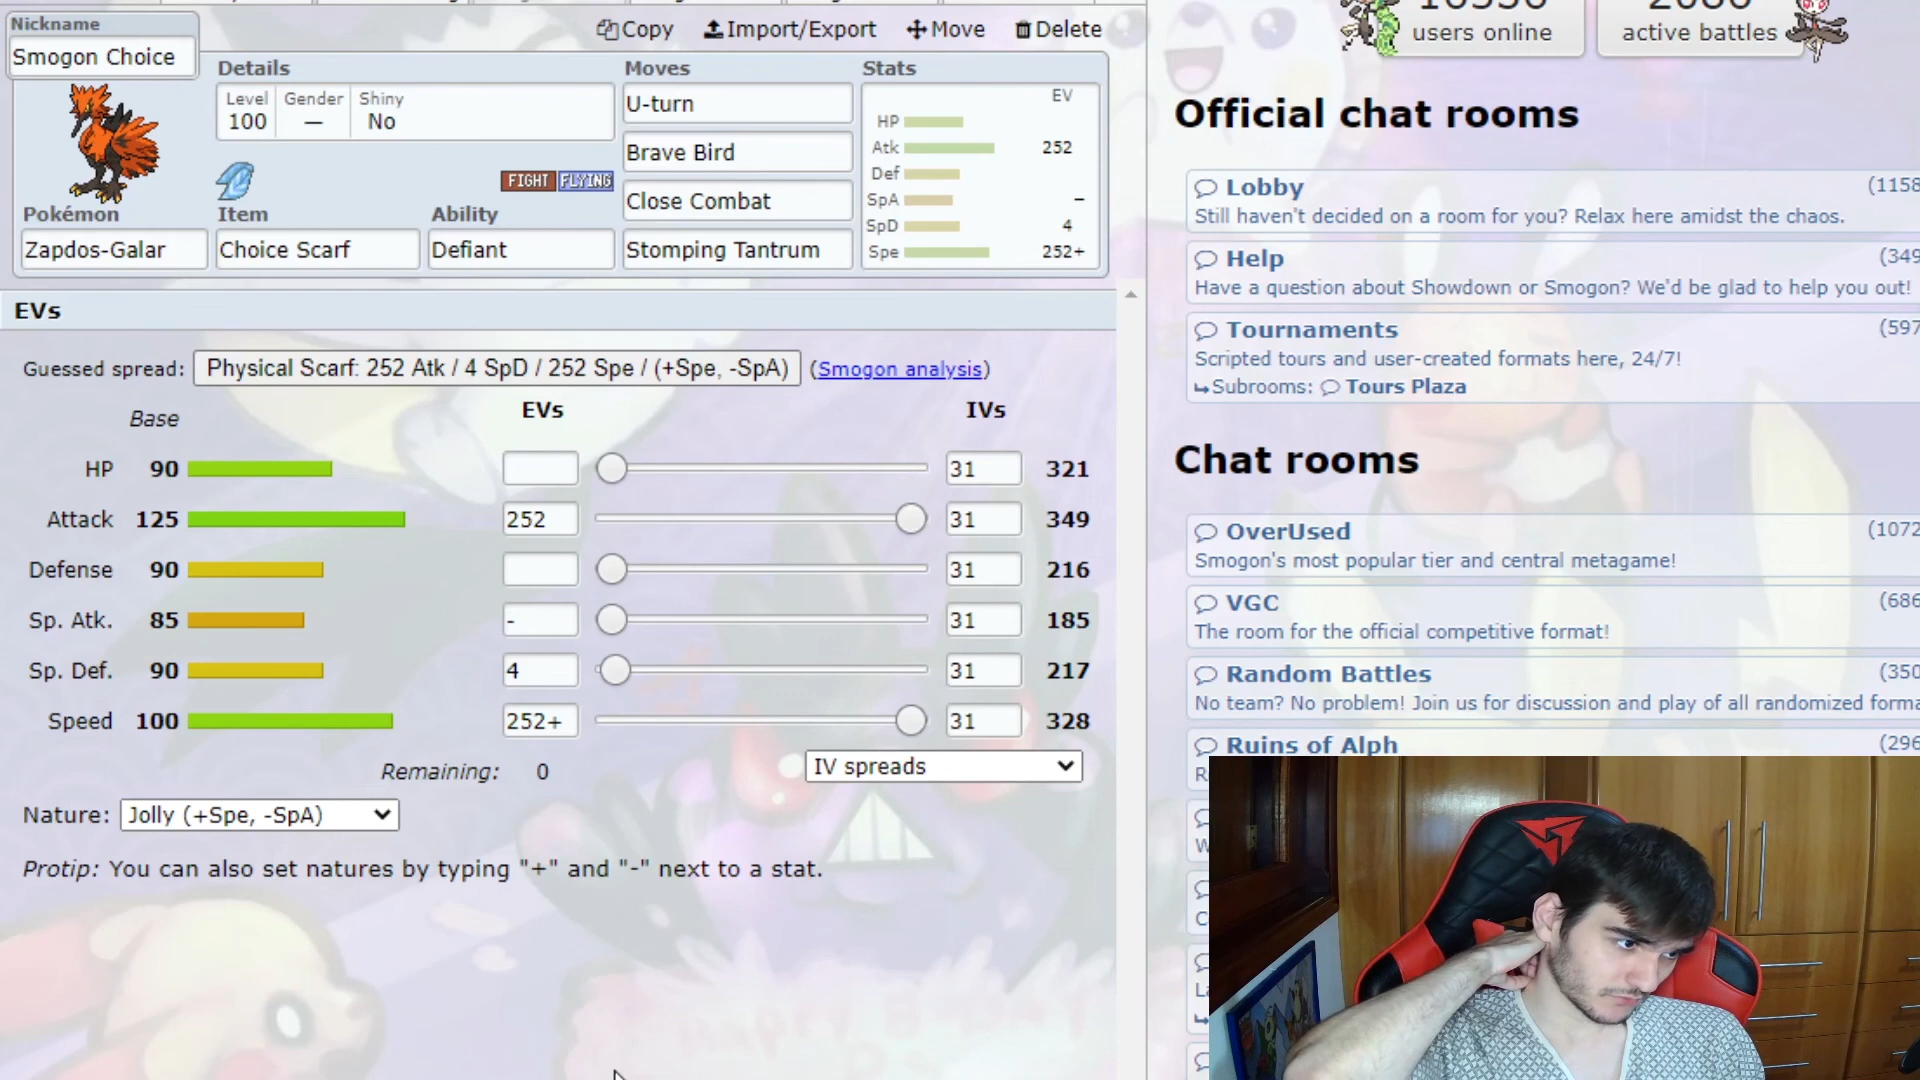 Nickname
Smogon Choice
Copy Import/Export Move Delete
Details
Level Gender Shiny
100 — No
FIGHT FLYING
Pokémon Item Ability
Zapdos-Galar Choice Scarf Defiant
Moves
U-turn
Brave Bird
Close Combat
Stomping Tantrum
Stats
EV
HP
Atk 252
Def
SpA –
SpD 4
Spe 252+
EVs
Guessed spread: Physical Scarf: 252 Atk / 4 SpD / 252 Spe / (+Spe, -SpA) (Smogon analysis)
Base EVs IVs
HP 90 31 321
Attack 125 252 31 349
Defense 90 31 216
Sp. Atk. 85 - 31 185
Sp. Def. 90 4 31 217
Speed 100 252+ 31 328
Remaining: 0 IV spreads
Nature: Jolly (+Spe, -SpA)
Protip: You can also set natures by typing "+" and "-" next to a stat.
users online
active battles
Official chat rooms
Lobby (1158
Still haven't decided on a room for you? Relax here amidst the chaos.
Help (349
Have a question about Showdown or Smogon? We'd be glad to help you out!
Tournaments (597
Scripted tours and user-created formats here, 24/7!
↳Subrooms: Tours Plaza
Chat rooms
OverUsed (1072
Smogon's most popular tier and central metagame!
VGC (686
The room for the official competitive format!
Random Battles (350
No team? No problem! Join us for discussion and play of all randomized forma
Ruins of Alph (296